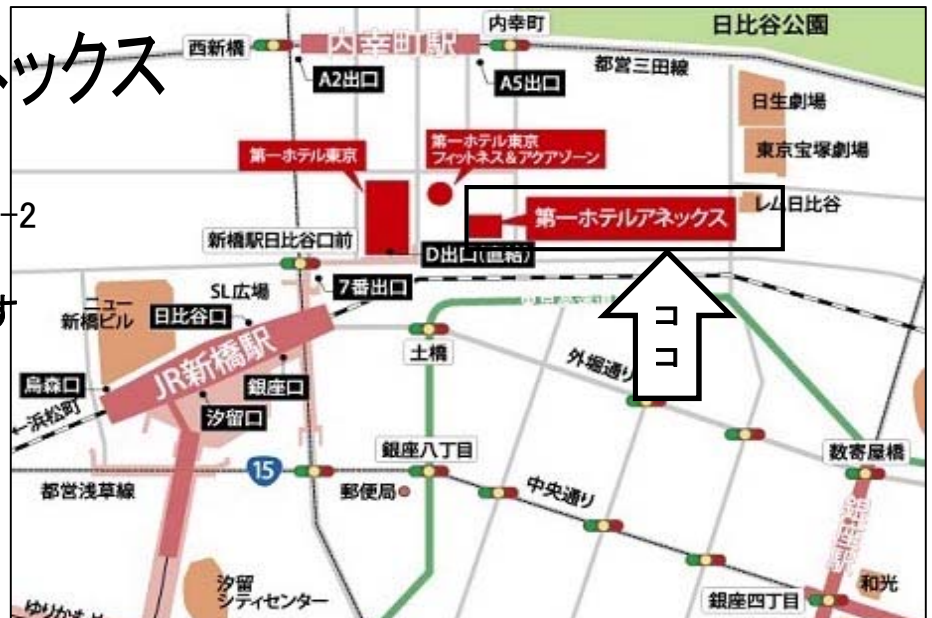 ネックス
-2
す
日比谷公園
内幸町
西新橋
内幸町駅
A2出口
A5出口
都営三田線
日生劇場
東京宝塚劇場
レム日比谷
第一ホテル東京
第一ホテル東京
フィットネス&アクアゾーン
第一ホテルアネックス
新橋駅日比谷口前
D出口(直結)
7番出口
SL広場
ニュー
新橋ビル
日比谷口
JR新橋駅
烏森口
銀座口
汐留口
←浜松町
土橋
外堀通り
コ
コ
数寄屋橋
銀座八丁目
15
都営浅草線
郵便局
中央通り
銀座駅
和光
銀座四丁目
汐留
シティセンター